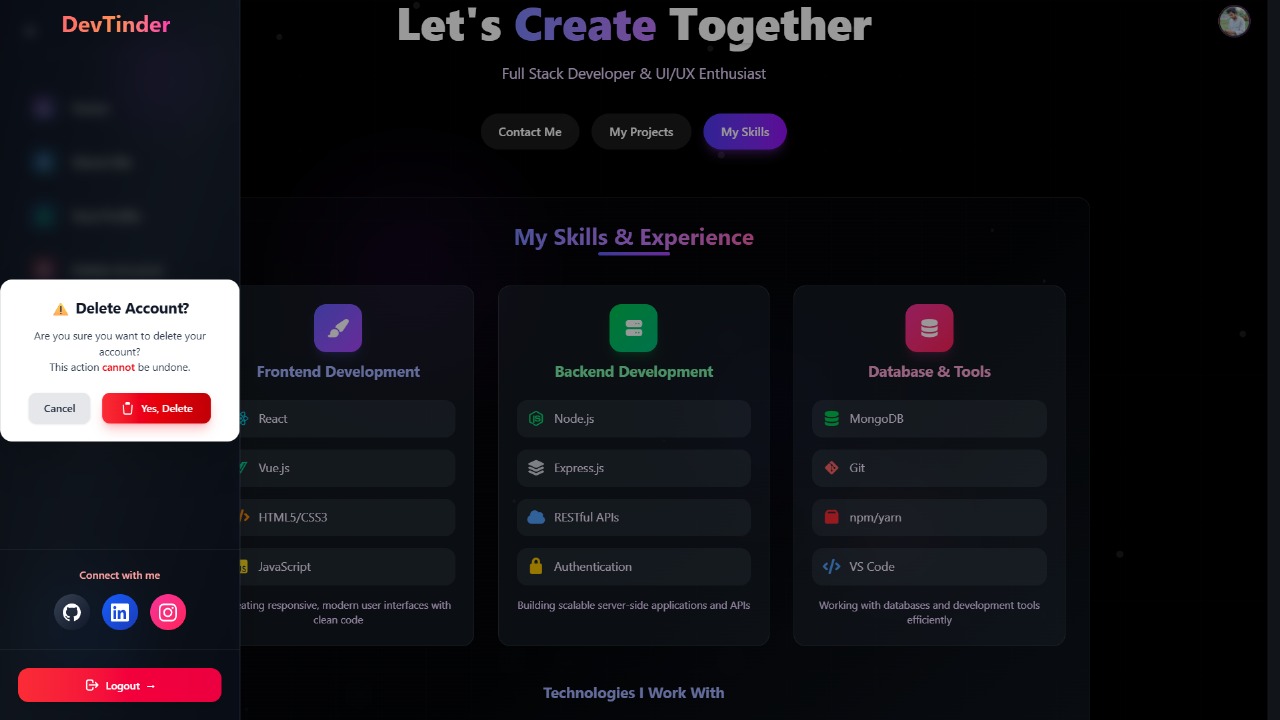 DevTinder
⚠️ Delete Account?
Are you sure you want to delete your
account?
This action cannot be undone.
Cancel
Yes, Delete
Connect with me
Logout →
Let's Create Together
Full Stack Developer & UI/UX Enthusiast
Contact Me
My Projects
My Skills
My Skills & Experience
Frontend Development
React
Vue.js
HTML5/CSS3
JavaScript
eating responsive, modern user interfaces with
clean code
Backend Development
Node.js
Express.js
RESTful APIs
Authentication
Building scalable server-side applications and APIs
Database & Tools
MongoDB
Git
npm/yarn
VS Code
Working with databases and development tools
efficiently
Technologies I Work With